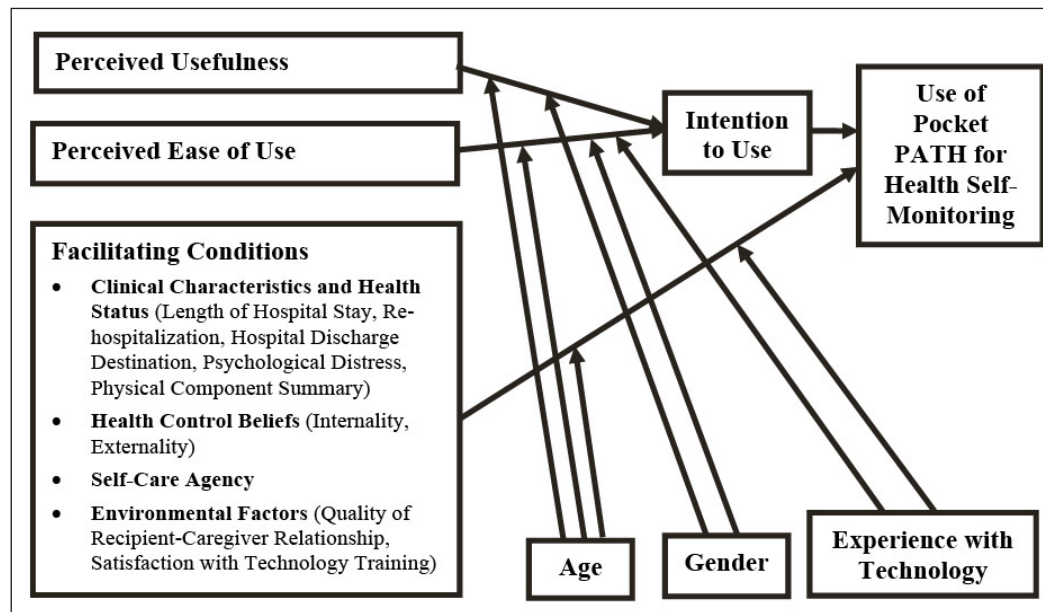 Perceived Usefulness
Perceived Ease of Use
Facilitating Conditions
• Clinical Characteristics and Health
Status (Length of Hospital Stay, Re-
hospitalization, Hospital Discharge
Destination, Psychological Distress,
Physical Component Summary)
• Health Control Beliefs (Internality,
Externality)
• Self-Care Agency
• Environmental Factors (Quality of
Recipient-Caregiver Relationship,
Satisfaction with Technology Training)
Intention
to Use
Use of
Pocket
PATH for
Health Self-
Monitoring
Age
Gender
Experience with
Technology